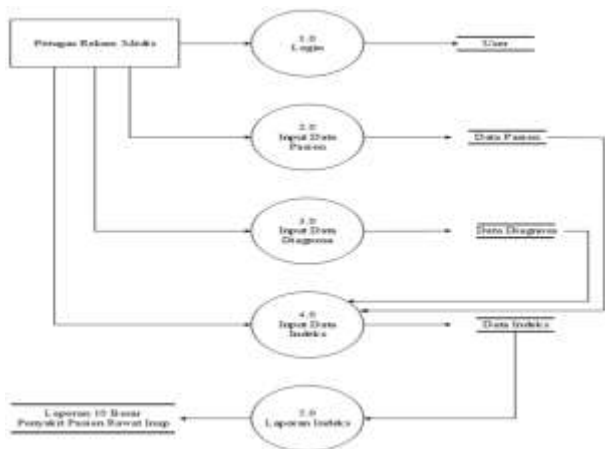 Petugas Rekam Medis
1.0
Login
User
2.0
Input Data
Pasien
Data Pasien
3.0
Input Data
Diagnosa
Data Diagnosa
4.0
Input Data
Indeks
Data Indeks
5.0
Laporan Indeks
Laporan 10 Besar
Penyakit Pasien Rawat Inap